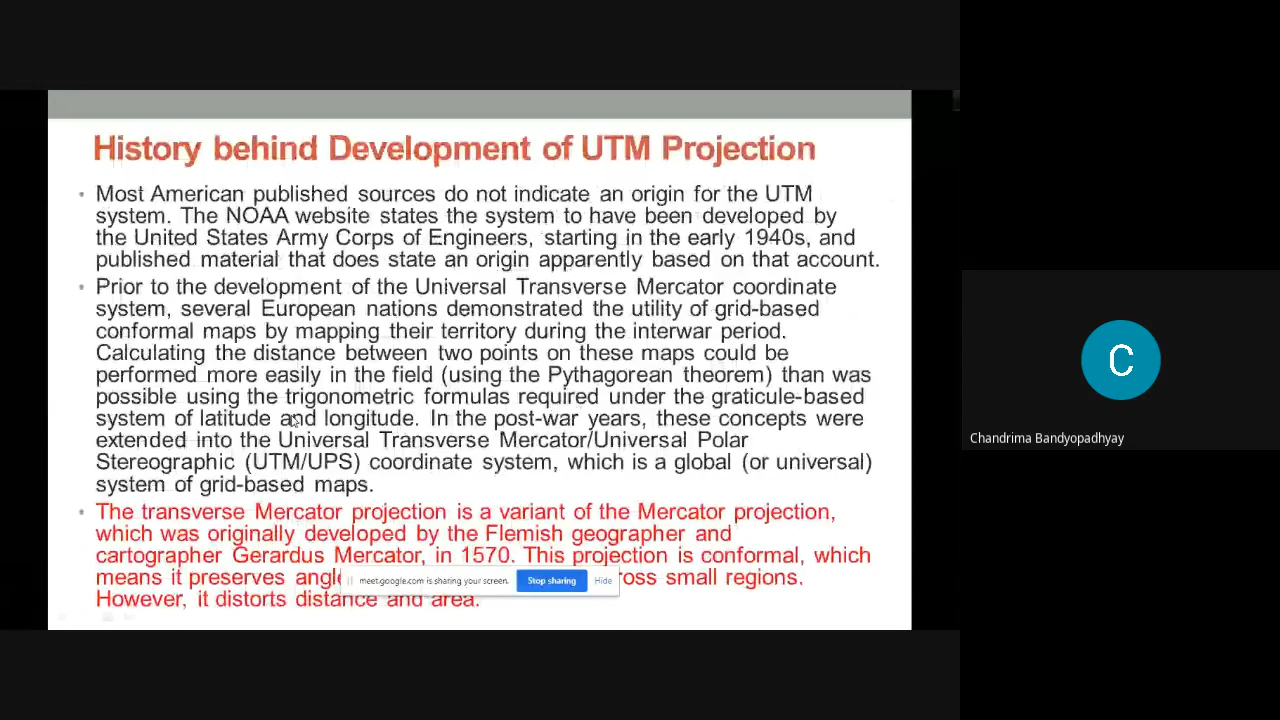 History behind Development of UTM Projection
• Most American published sources do not indicate an origin for the UTM
system. The NOAA website states the system to have been developed by
the United States Army Corps of Engineers, starting in the early 1940s, and
published material that does state an origin apparently based on that account.
• Prior to the development of the Universal Transverse Mercator coordinate
system, several European nations demonstrated the utility of grid-based
conformal maps by mapping their territory during the interwar period.
Calculating the distance between two points on these maps could be
performed more easily in the field (using the Pythagorean theorem) than was
possible using the trigonometric formulas required under the graticule-based
system of latitude and longitude. In the post-war years, these concepts were
extended into the Universal Transverse Mercator/Universal Polar
Stereographic (UTM/UPS) coordinate system, which is a global (or universal)
system of grid-based maps.
• The transverse Mercator projection is a variant of the Mercator projection,
which was originally developed by the Flemish geographer and
cartographer Gerardus Mercator, in 1570. This projection is conformal, which
means it preserves small regions.
However, it distorts distance and area.
meet.google.com is sharing your screen. Stop sharing Hide
C
Chandrima Bandyopadhyay